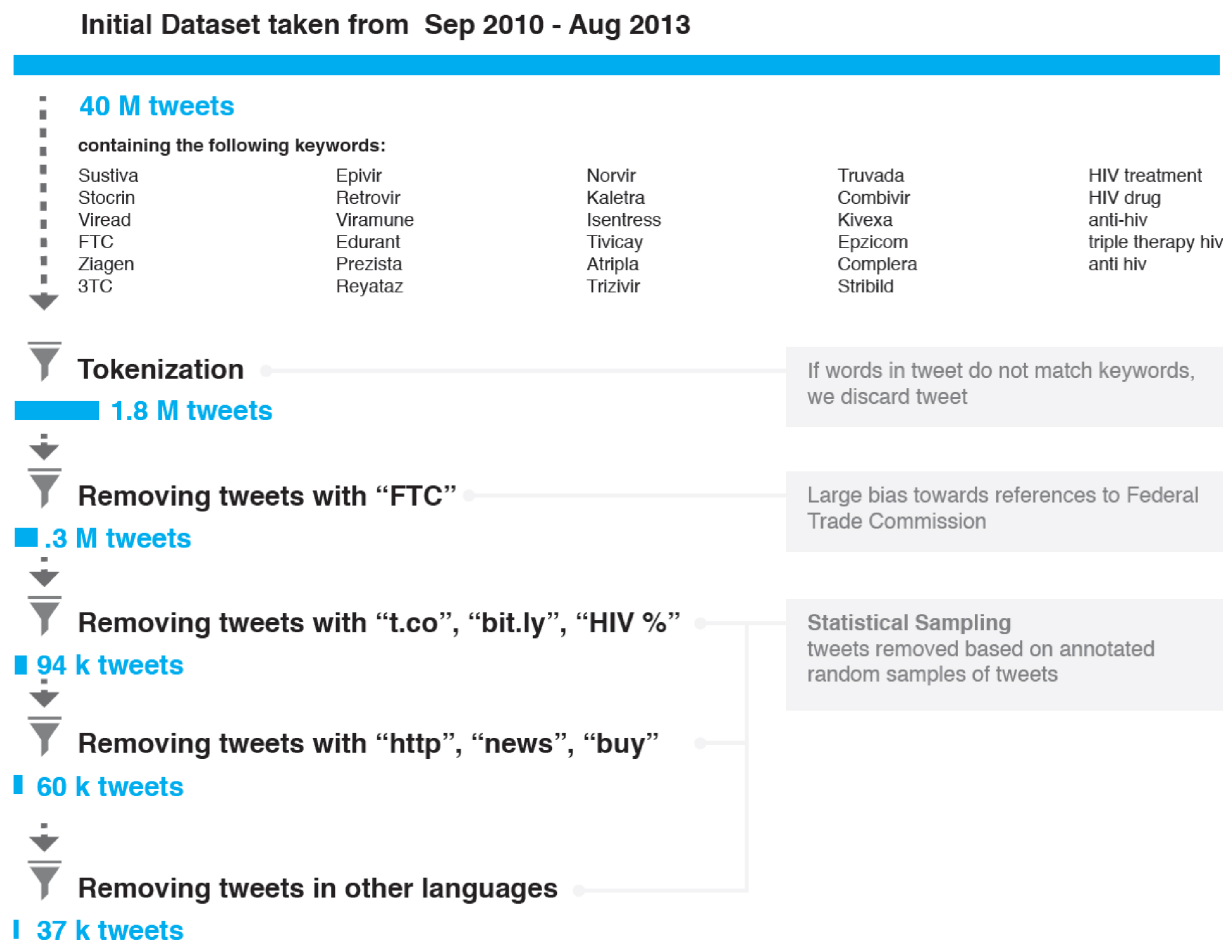 Initial Dataset taken from Sep 2010 - Aug 2013
40 M tweets
containing the following keywords:
Sustiva Epivir Norvir Truvada HIV treatment
Stocrin Retrovir Kaletra Combivir HIV drug
Viread Viramune Isentress Kivexa anti-hiv
FTC Edurant Tivicay Epzicom triple therapy hiv
Ziagen Prezista Atripla Complera anti hiv
3TC Reyataz Trizivir Stribild
Tokenization
If words in tweet do not match keywords,
we discard tweet
1.8 M tweets
Removing tweets with “FTC”
Large bias towards references to Federal
Trade Commission
.3 M tweets
Removing tweets with “t.co”, “bit.ly”, “HIV %”
Statistical Sampling
tweets removed based on annotated
random samples of tweets
94 k tweets
Removing tweets with “http”, “news”, “buy”
60 k tweets
Removing tweets in other languages
37 k tweets